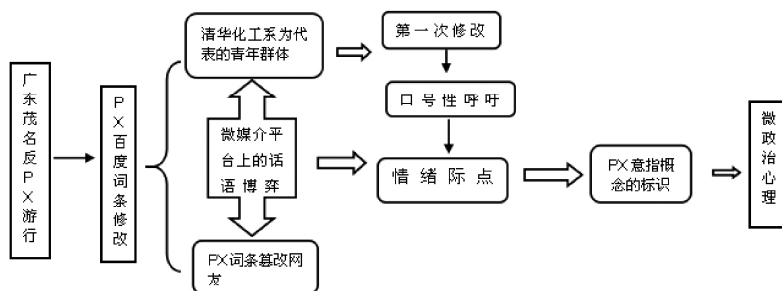 广东茂名反PX游行
PX百度词条修改
清华化工系为代
表的青年群体
微媒介平
台上的话
语博弈
PX词条篡改网
友
第一次修改
口号性呼吁
情绪际点
PX意指概
念的标识
微政治心理